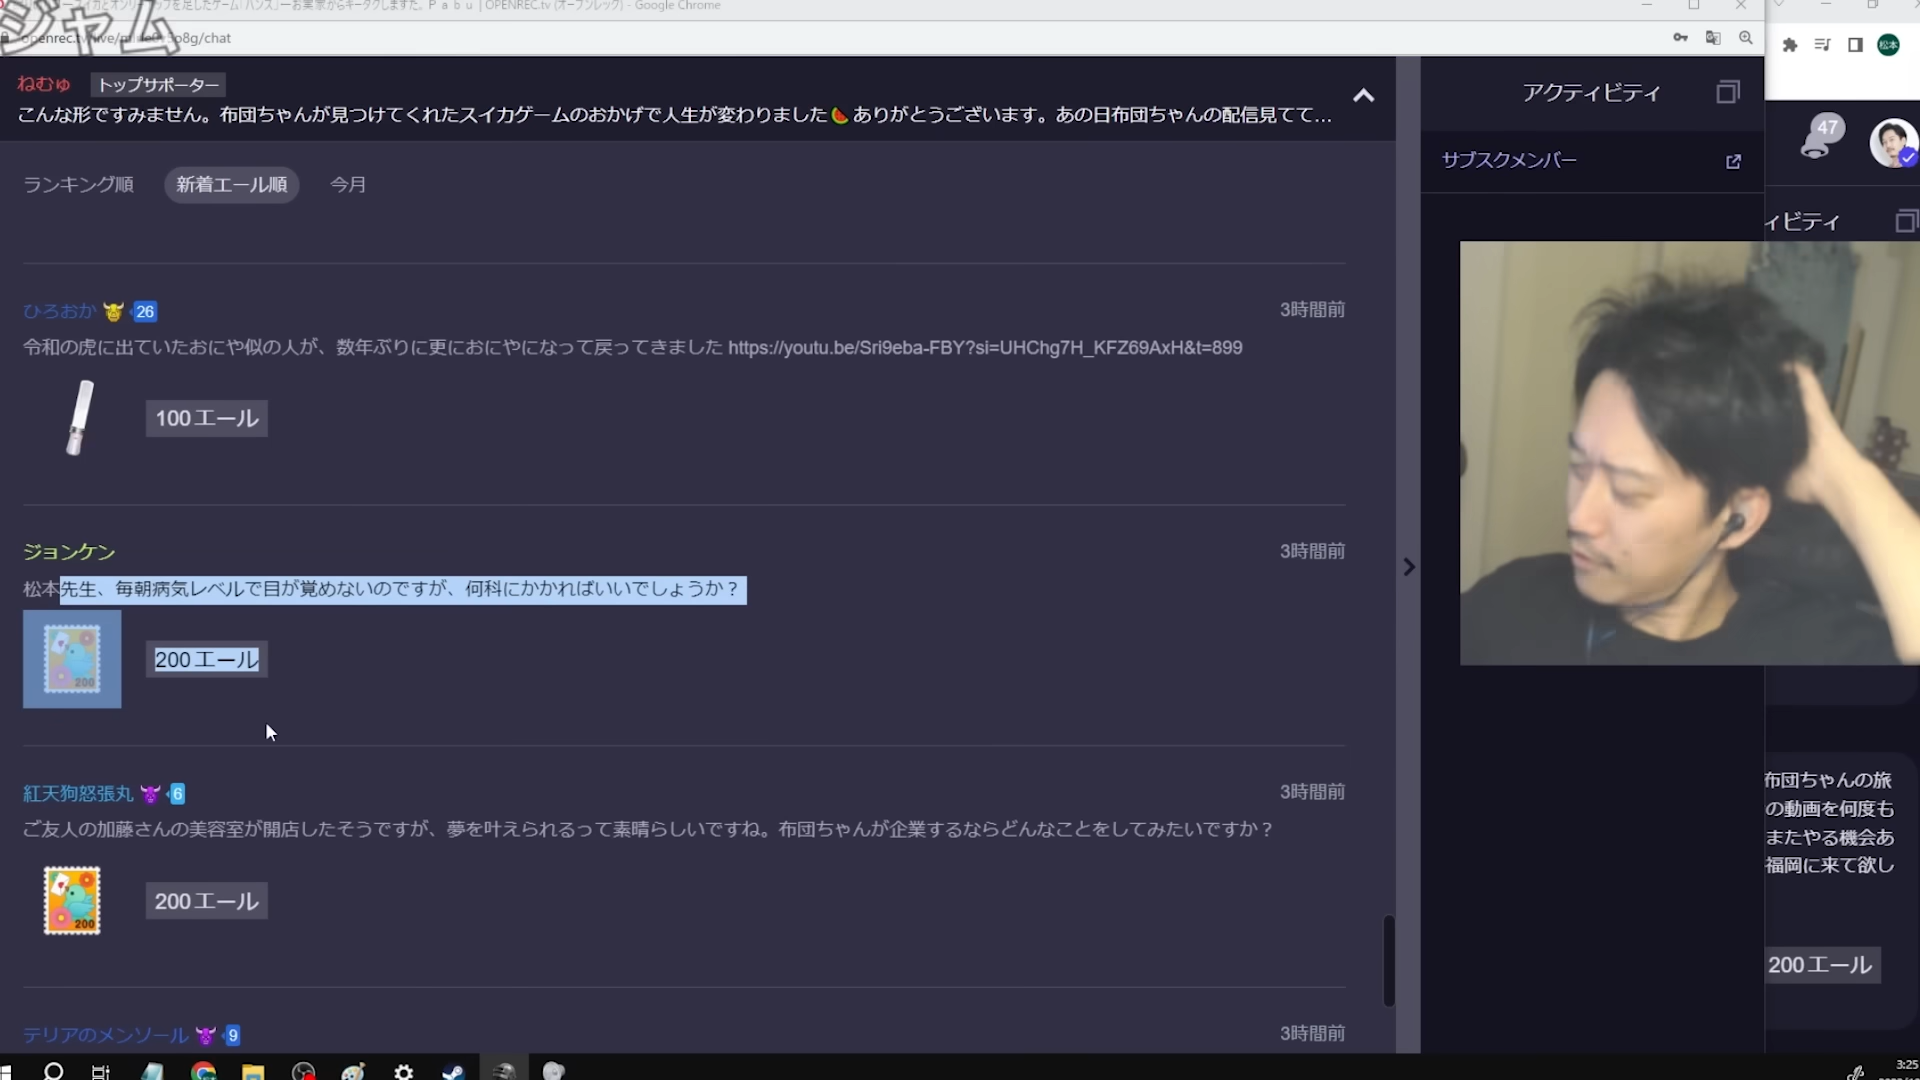 ジャム
openrec.tv/live/
p8g/chat
ねむゅ トップサポーター
こんな形ですみません。布団ちゃんが見つけてくれたスイカゲームのおかげで人生が変わりました🍉ありがとうございます。あの日布団ちゃんの配信見てて...
ランキング順 新着エール順 今月
ひろおか 26 3時間前
令和の虎に出ていたおにや似の人が、数年ぶりに更におにやになって戻ってきました https://youtu.be/Sri9eba-FBY?si=UHChg7H_KFZ69AxH&t=899
100エール
ジョンケン 3時間前
松本先生、毎朝病気レベルで目が覚めないのですが、何科にかかればいいでしょうか？
200
200エール
紅天狗怒張丸 6 3時間前
ご友人の加藤さんの美容室が開店したそうですが、夢を叶えられるって素晴らしいですね。布団ちゃんが企業するならどんなことをしてみたいですか？
200
200エール
テリアのメンソール 9 3時間前
アクティビティ
サブスクメンバー
松本
47
ィビティ
布団ちゃんの旅
の動画を何度も
またやる機会あ
福岡に来て欲し
200エール
3:25